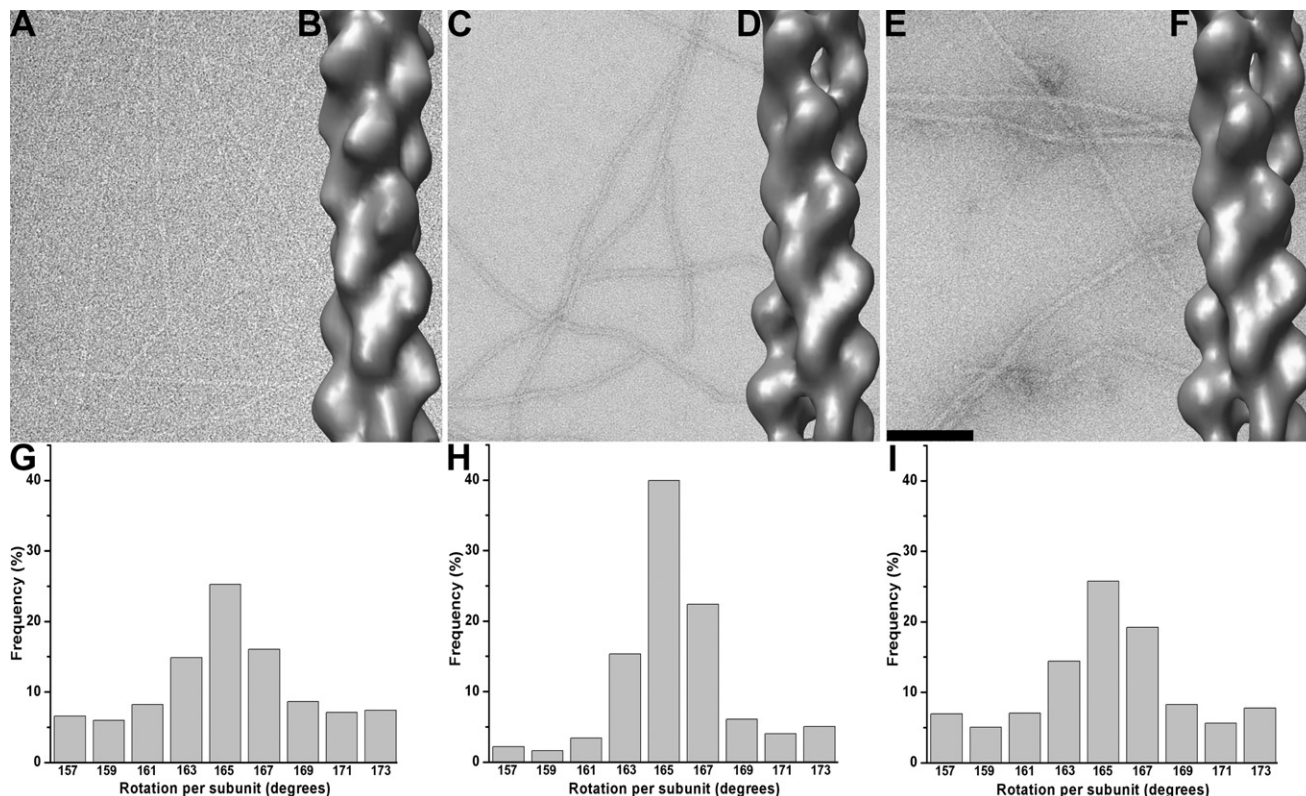 A B C D E F
G H I
40
30
20
10
0
Frequency (%)
157 159 161 163 165 167 169 171 173
Rotation per subunit (degrees)
40
30
20
10
0
Frequency (%)
157 159 161 163 165 167 169 171 173
Rotation per subunit (degrees)
40
30
20
10
0
Frequency (%)
157 159 161 163 165 167 169 171 173
Rotation per subunit (degrees)